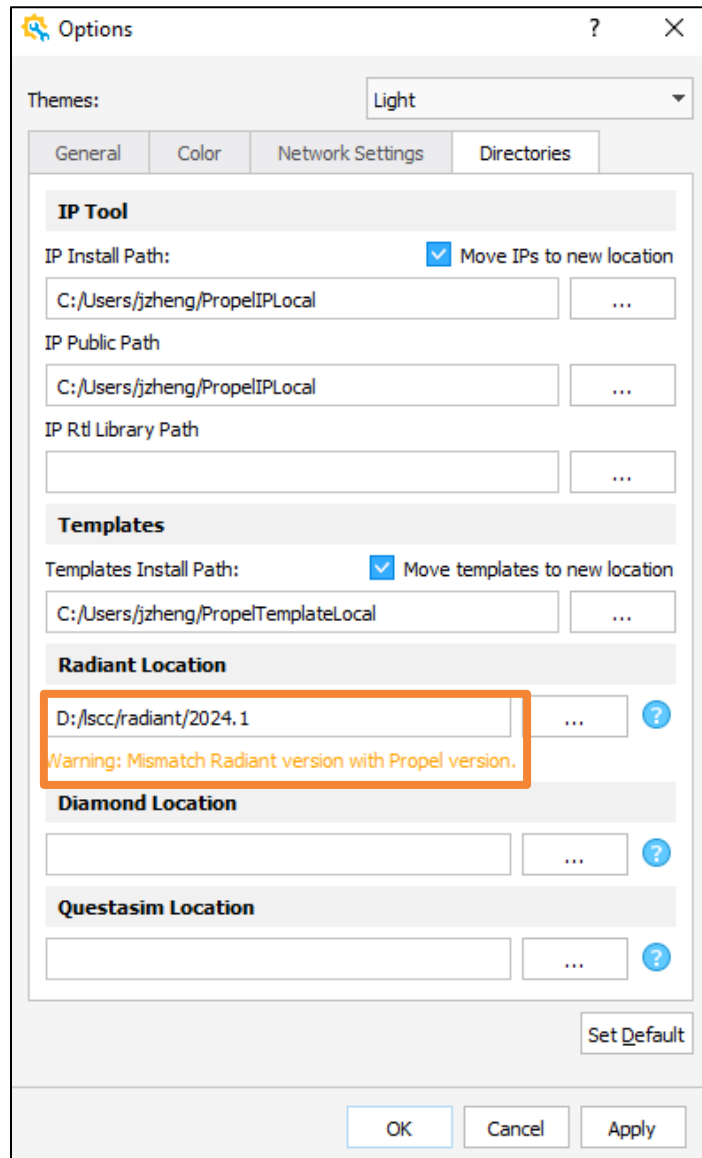 Options ?
Themes: Light
General Color Network Settings Directories
IP Tool
IP Install Path: Move IPs to new location
C:/Users/jzheng/PropelIPLocal ...
IP Public Path
C:/Users/jzheng/PropelIPLocal ...
IP Rtl Library Path
...
Templates
Templates Install Path: Move templates to new location
C:/Users/jzheng/PropelTemplateLocal ...
Radiant Location
D:/lscc/radiant/2024.1 ... ?
Warning: Mismatch Radiant version with Propel version.
Diamond Location
... ?
Questasim Location
... ?
Set Default
OK Cancel Apply